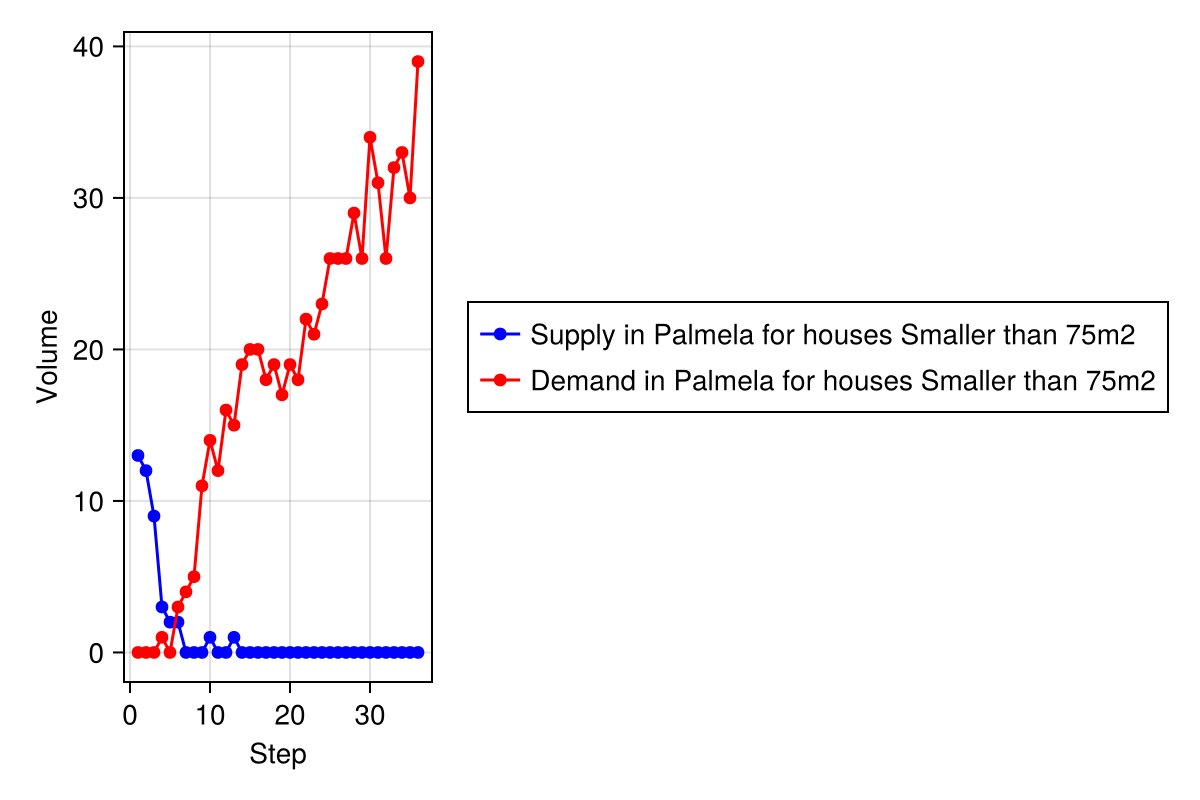 40
30
20
10
0
Volume
0 10 20 30
Step
Supply in Palmela for houses Smaller than 75m2
Demand in Palmela for houses Smaller than 75m2